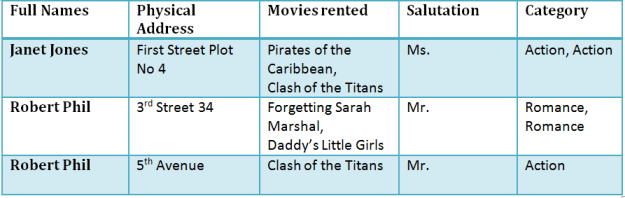 Full Names Physical Address Movies rented Salutation Category
Janet Jones First Street Plot No 4 Pirates of the Caribbean, Clash of the Titans Ms. Action, Action
Robert Phil 3rd Street 34 Forgetting Sarah Marshal, Daddy's Little Girls Mr. Romance, Romance
Robert Phil 5th Avenue Clash of the Titans Mr. Action